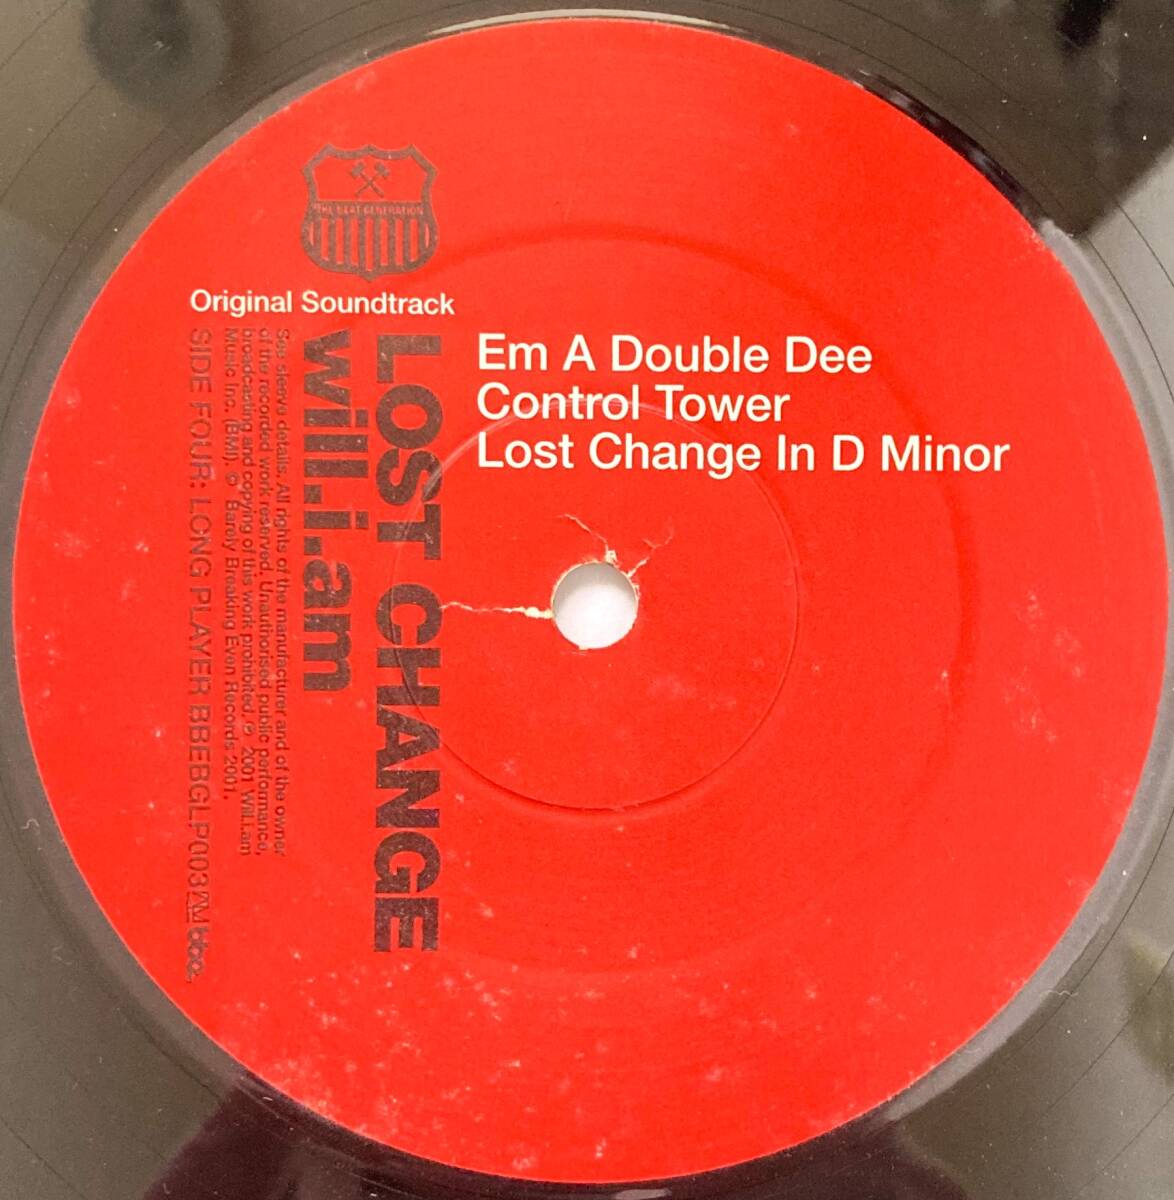 THE BEAT GENERATION
Original Soundtrack
LOST CHANGE
will.i.am
See sleeve details. All rights of the manufacturer and of the owner
of the recorded work reserved. Unauthorised public performance,
broadcasting and copying of this work prohibited. ℗ 2001 Will.i.am
Music Inc. (BMI). © Barely Breaking Even Records 2001.
SIDE FOUR: LONG PLAYER BBEBGLP003 bbe.
Em A Double Dee
Control Tower
Lost Change In D Minor